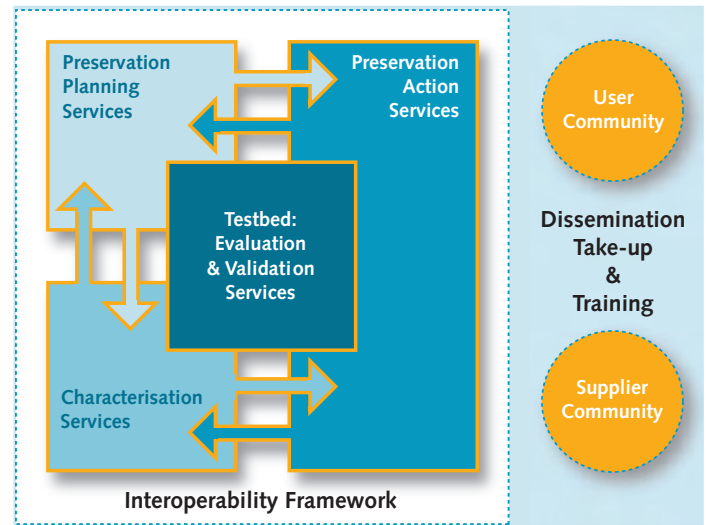 Preservation
Planning
Services
Preservation
Action
Services
Testbed:
Evaluation
& Validation
Services
Characterisation
Services
Interoperability Framework
User
Community
Dissemination
Take-up
&
Training
Supplier
Community